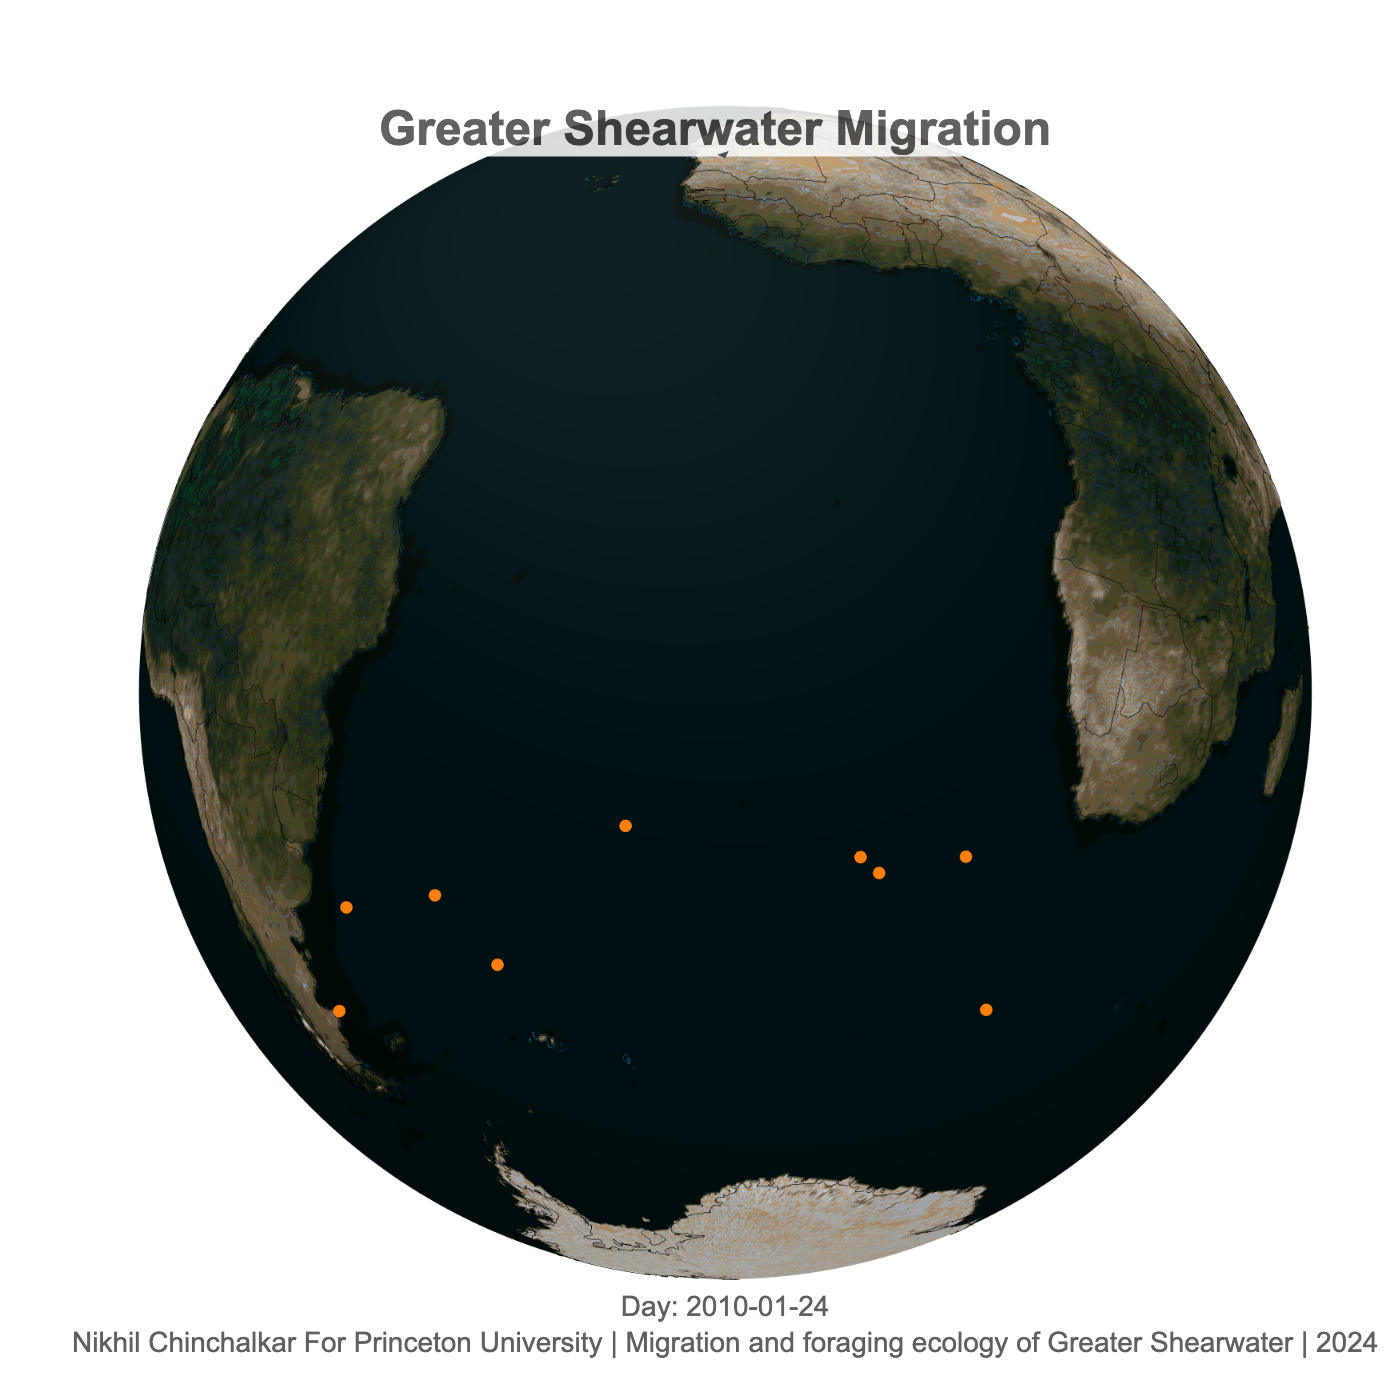 Greater Shearwater Migration
Day: 2010-01-24
Nikhil Chinchalkar For Princeton University | Migration and foraging ecology of Greater Shearwater | 2024